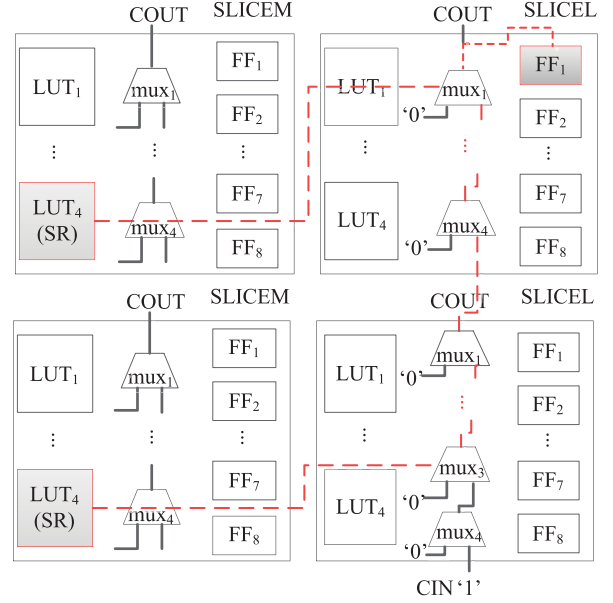 COUT SLICEM
LUT₁
mux₁
FF₁
FF₂
⋮ ⋮ ⋮
LUT₄
(SR)
mux₄
FF₇
FF₈
COUT SLICEL
LUT₁
mux₁
‘0’
FF₁
FF₂
⋮ ⋮ ⋮
LUT₄
mux₄
‘0’
FF₇
FF₈
COUT SLICEM
LUT₁
mux₁
FF₁
FF₂
⋮ ⋮ ⋮
LUT₄
(SR)
mux₄
FF₇
FF₈
COUT SLICEL
LUT₁
mux₁
‘0’
FF₁
FF₂
⋮ ⋮ ⋮
LUT₄
mux₃
‘0’
mux₄
‘0’
FF₇
FF₈
CIN ‘1’